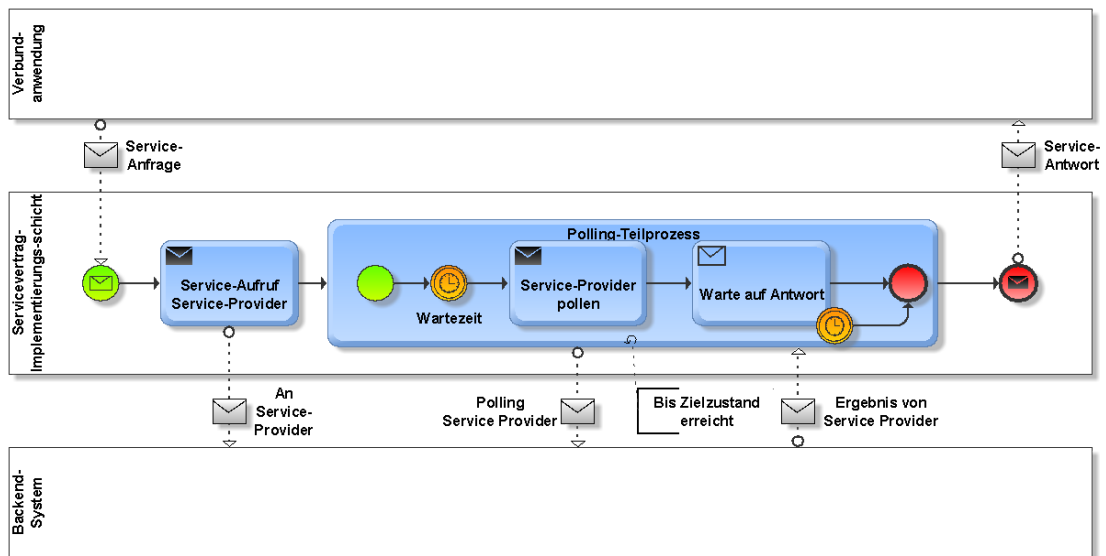 Verbund-
anwendung
Service-
Anfrage
Service-
Antwort
Servicevertrag-
Implementierungs-schicht
Polling-Teilprozess
Service-Aufruf
Service-Provider
Wartezeit
Service-Provider
pollen
Warte auf Antwort
An
Service-
Provider
Polling
Service Provider
Bis Zielzustand
erreicht
Ergebnis von
Service Provider
Backend-
System